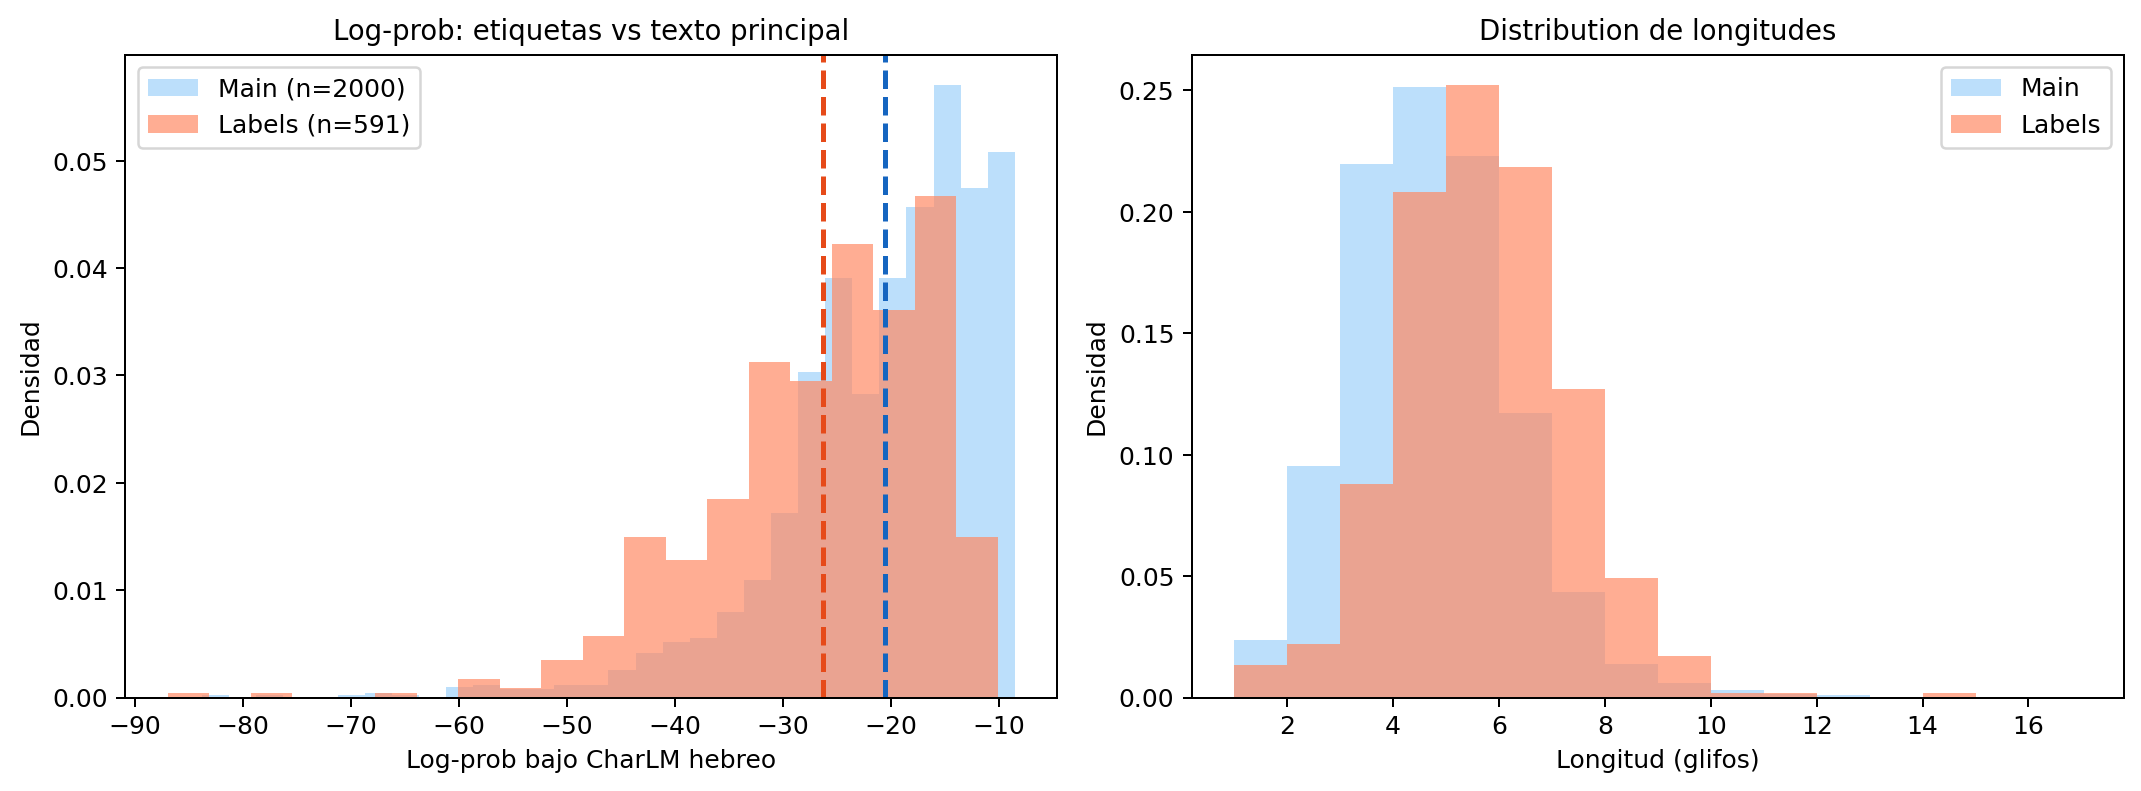 Log-prob: etiquetas vs texto principal
Main (n=2000)
Labels (n=591)
Densidad
0.05
0.04
0.03
0.02
0.01
0.00
−90 −80 −70 −60 −50 −40 −30 −20 −10
Log-prob bajo CharLM hebreo
Distribution de longitudes
Main
Labels
Densidad
0.25
0.20
0.15
0.10
0.05
0.00
2 4 6 8 10 12 14 16
Longitud (glifos)